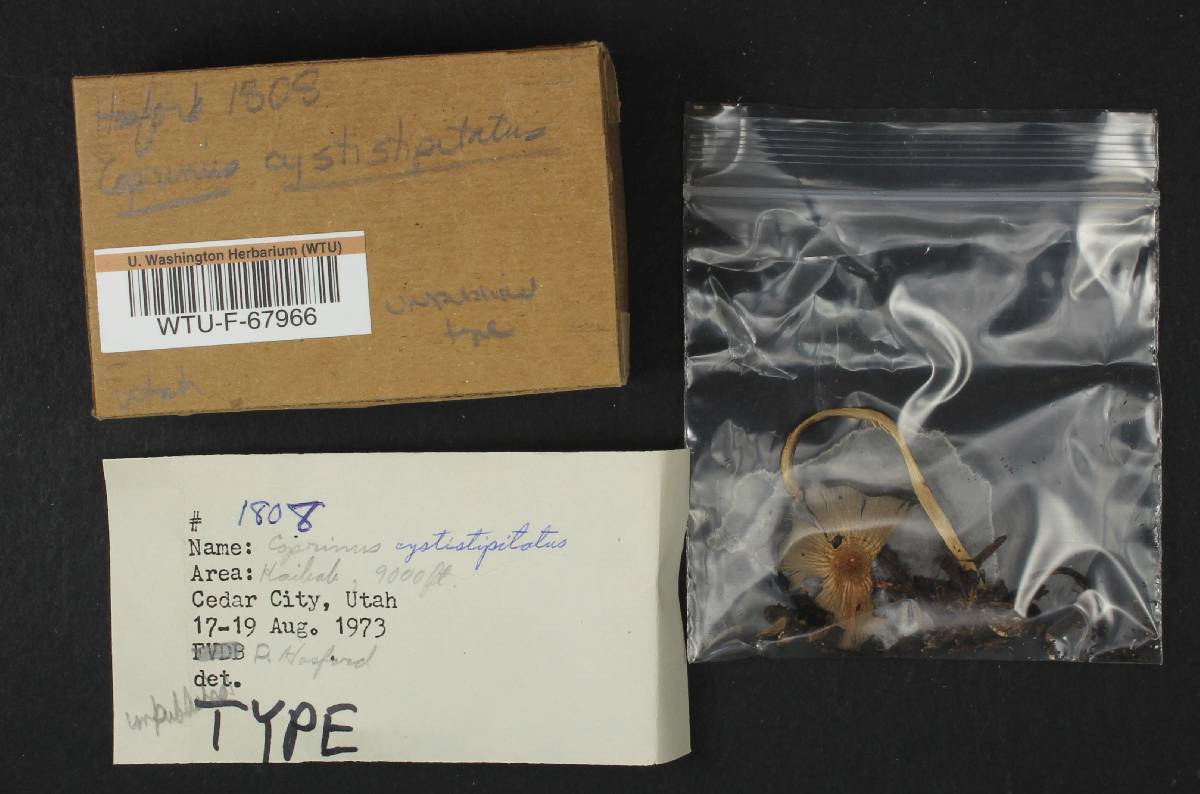 Hosford 1808
Coprinus cystistipitatus
U. Washington Herbarium (WTU)
WTU-F-67966
unpublished
type
Utah
# 1808
Name: Coprinus cystistipitatus
Area: Kaibab, 9000 ft.
Cedar City, Utah
17-19 Aug. 1973
FVDB D. Hosford
det.
unpublished
TYPE